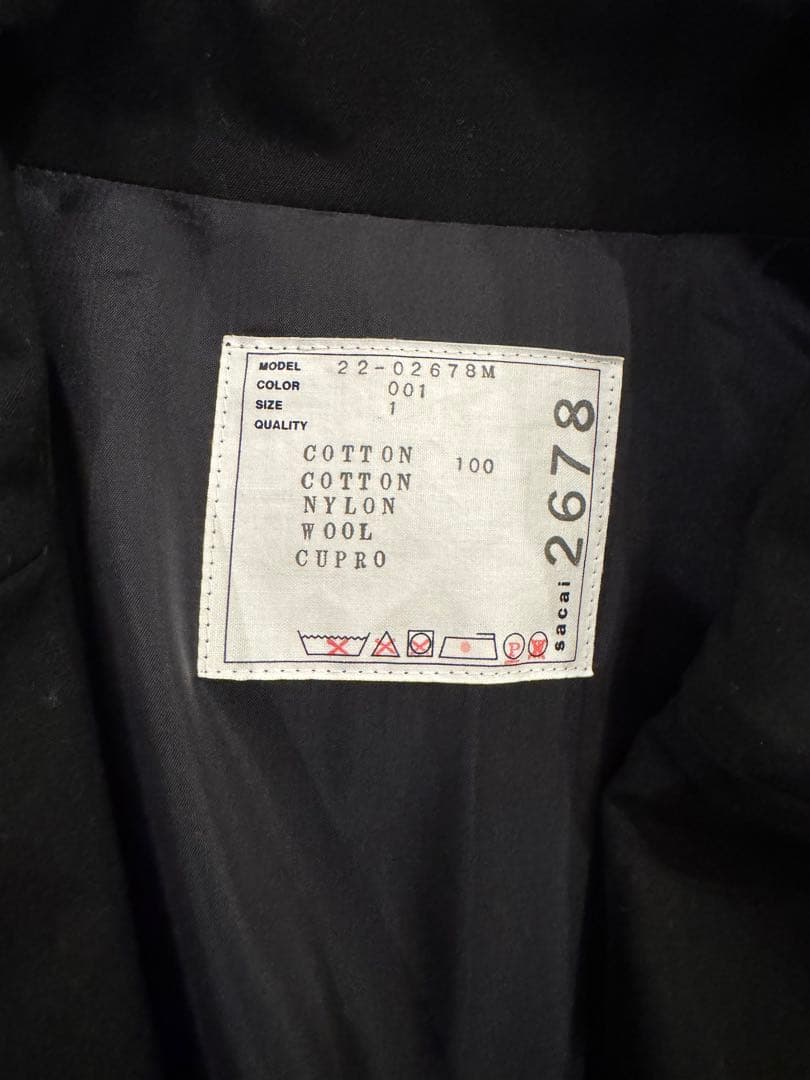 MODEL 22-02678M
COLOR 001
SIZE 1
QUALITY
COTTON 100
COTTON
NYLON
WOOL
CUPRO
P
W
sacai 2678